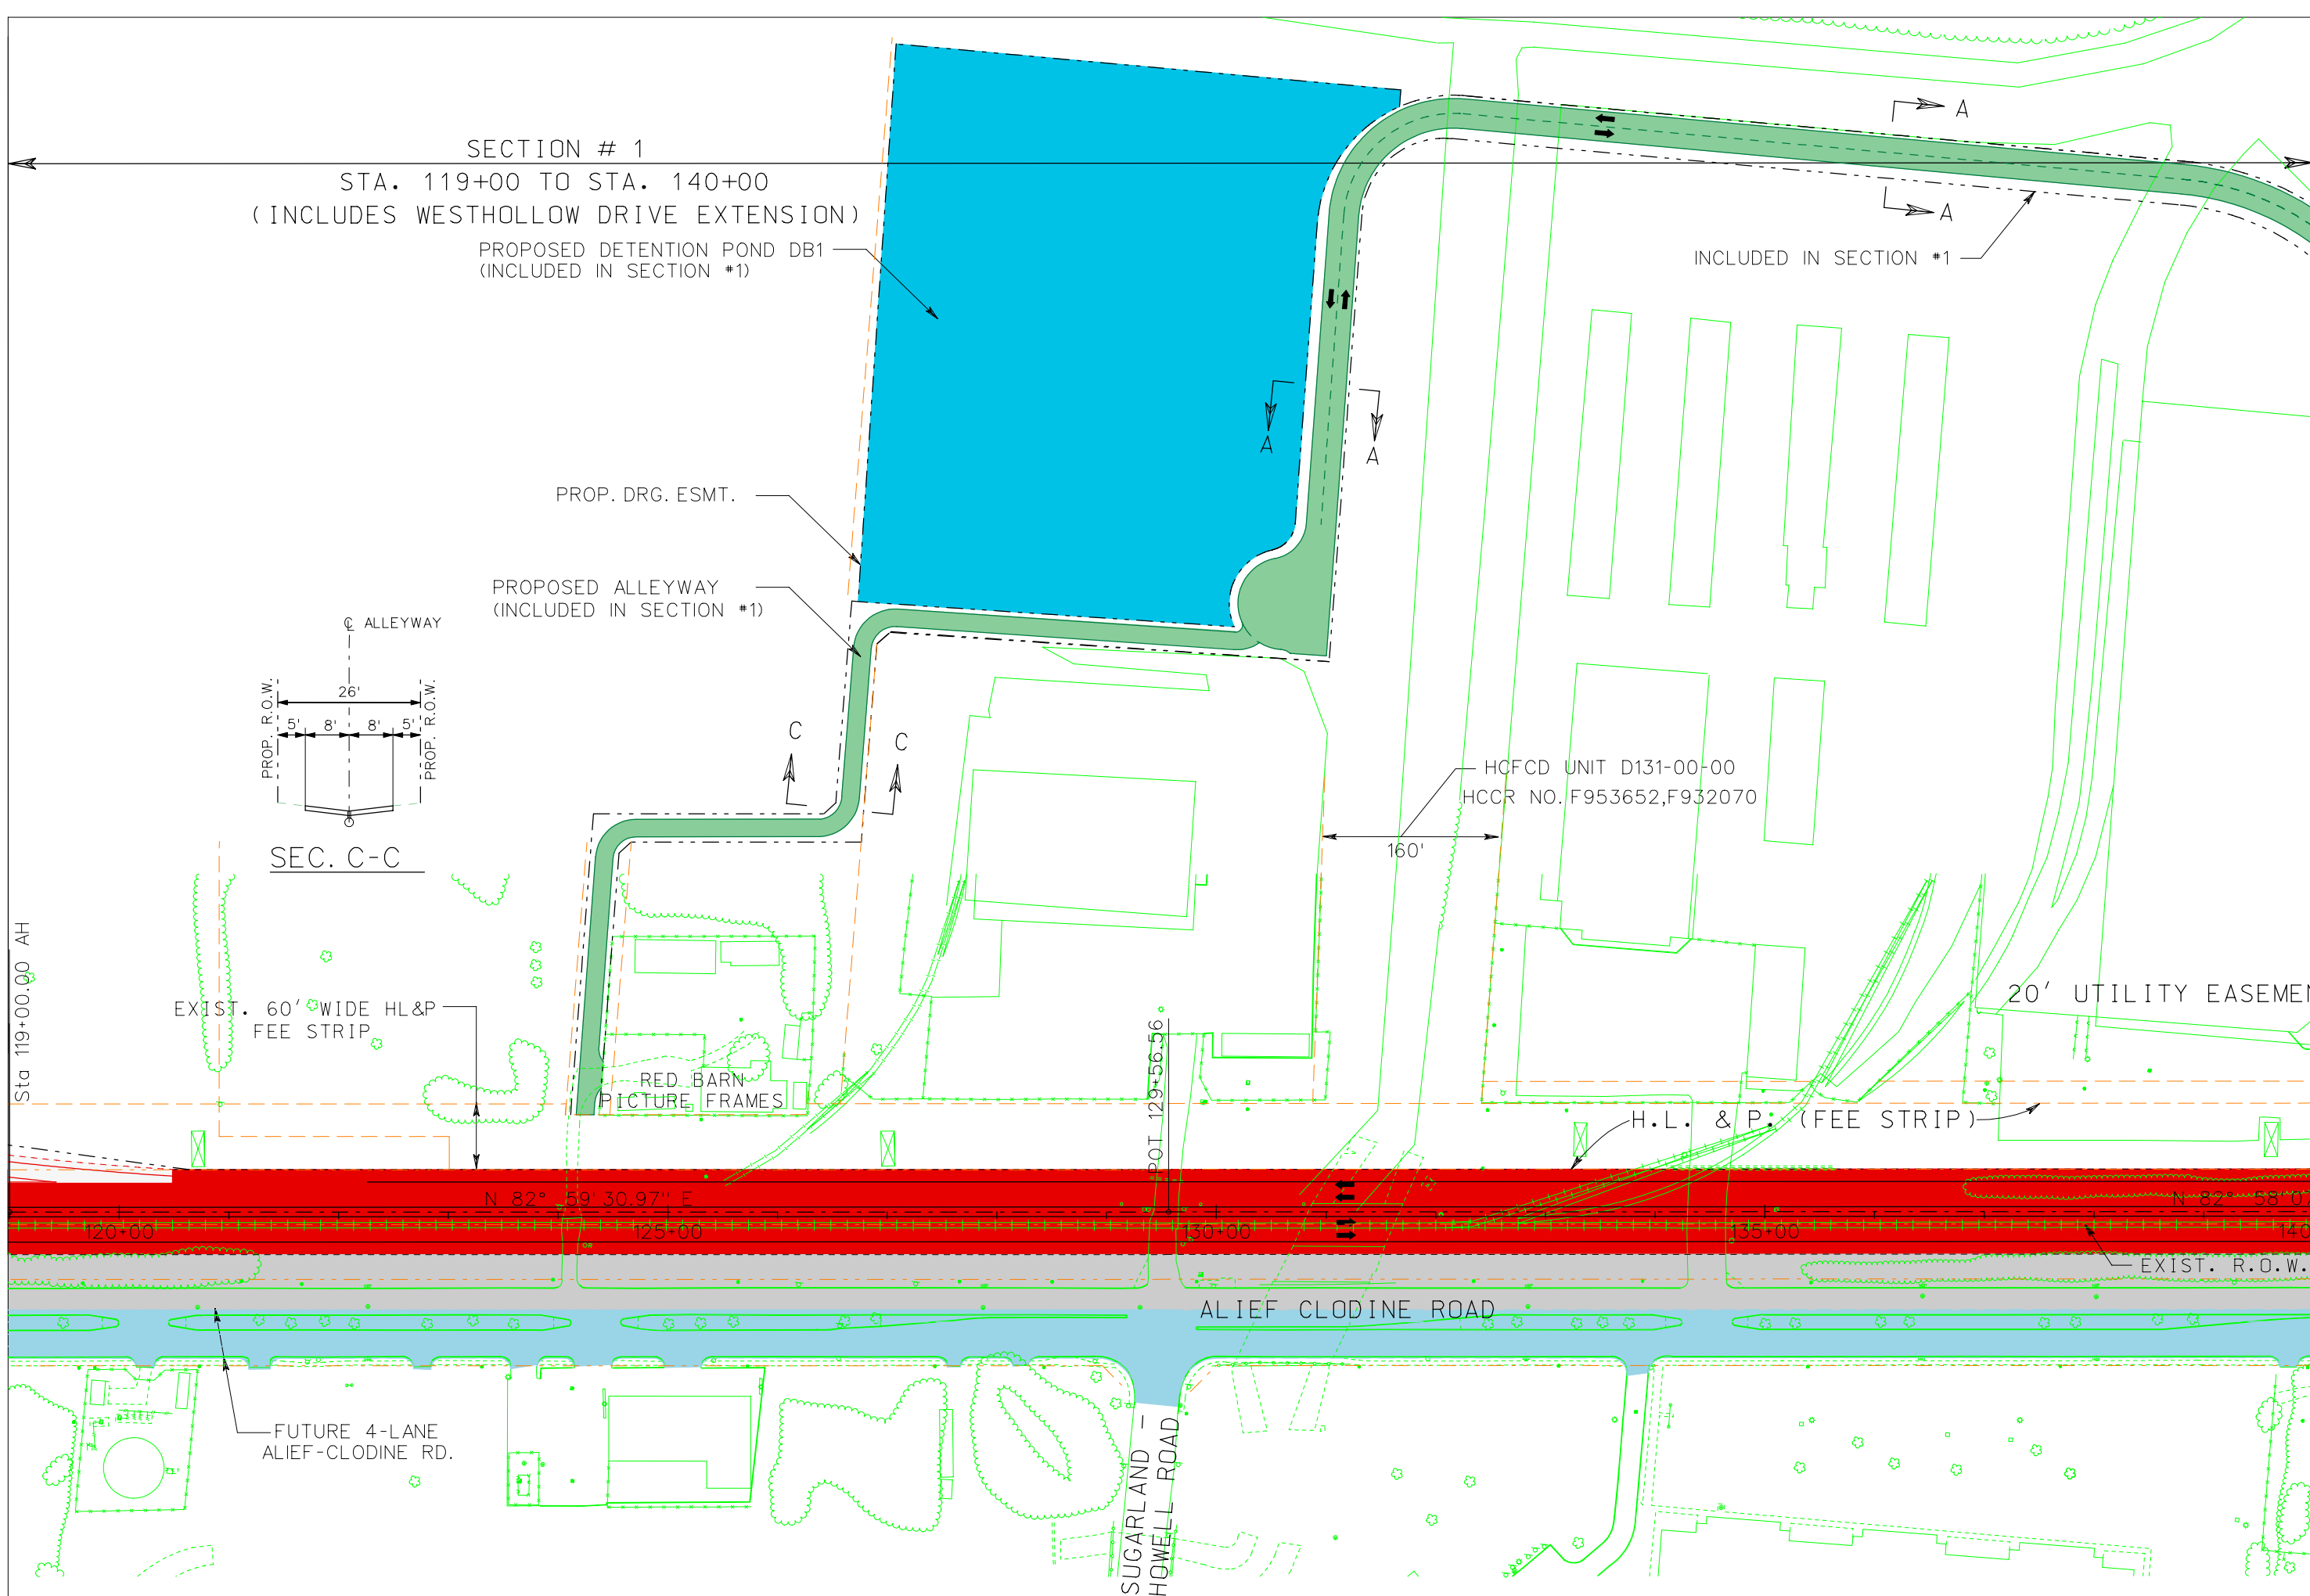 SECTION # 1
STA. 119+00 TO STA. 140+00
(INCLUDES WESTHOLLOW DRIVE EXTENSION)
PROPOSED DETENTION POND DB1
(INCLUDED IN SECTION #1)
A
A
INCLUDED IN SECTION #1
A
A
PROP. DRG. ESMT.
PROPOSED ALLEYWAY
(INCLUDED IN SECTION #1)
℄ ALLEYWAY
PROP. R.O.W.
26'
PROP. R.O.W.
5'
8'
8'
5'
SEC. C-C
C
C
HCFCD UNIT D131-00-00
HCCR NO. F953652,F932070
160'
Sta 119+00.00 AH
EXIST. 60' WIDE HL&P
FEE STRIP
RED BARN
PICTURE FRAMES
POT 129+56.56
20' UTILITY EASEMEN
H.L. & P. (FEE STRIP)
N 82° 59' 30.97" E
N 82° 58' 0
120+00
125+00
130+00
135+00
140
EXIST. R.O.W.
ALIEF CLODINE ROAD
FUTURE 4-LANE
ALIEF-CLODINE RD.
SUGARLAND -
HOWELL ROAD